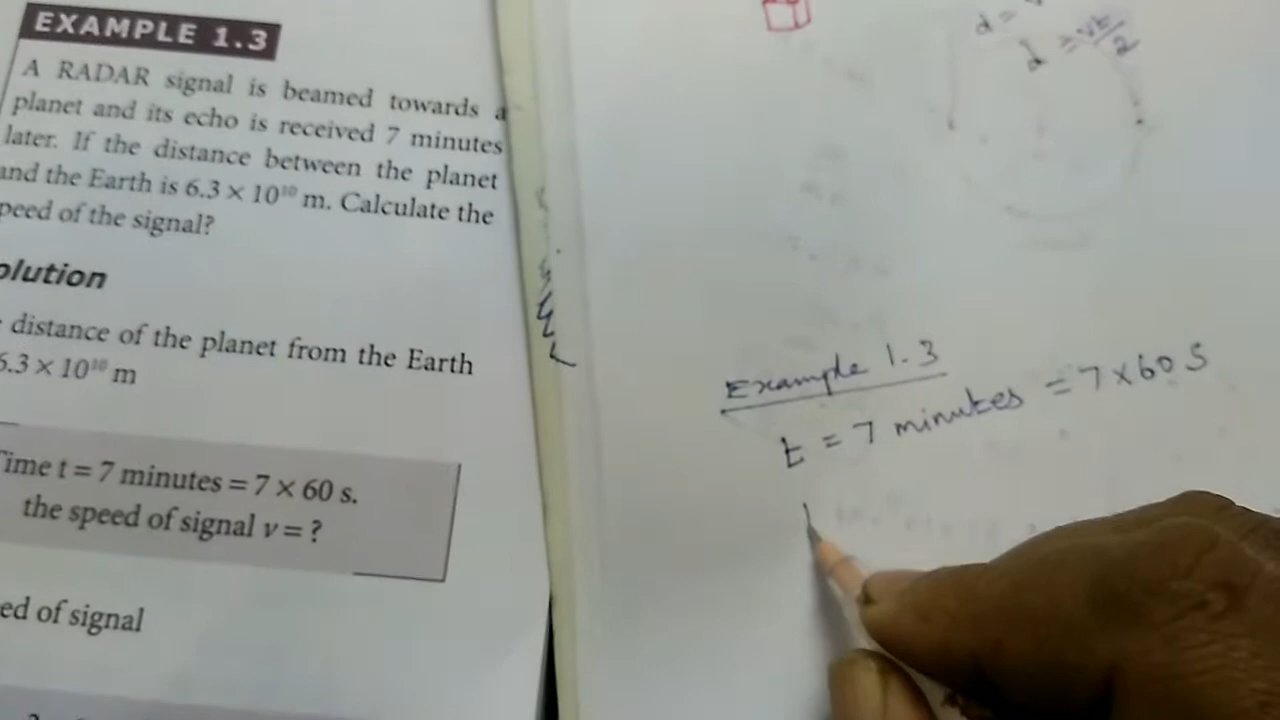 EXAMPLE 1.3
A RADAR signal is beamed towards a
planet and its echo is received 7 minutes
later. If the distance between the planet
and the Earth is 6.3 × 10¹⁰ m. Calculate the
peed of the signal?
olution
distance of the planet from the Earth
6.3 × 10¹⁰ m
Time t = 7 minutes = 7 × 60 s.
the speed of signal v = ?
ed of signal
d =
d = vt/2
Example 1.3
t = 7 minutes = 7×60 S